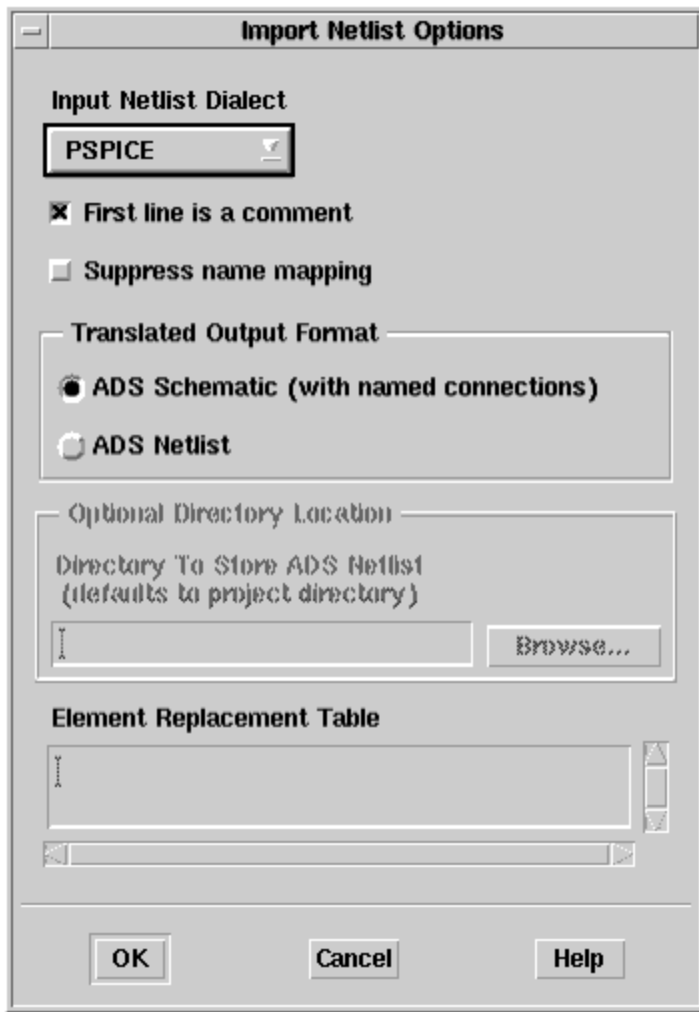 Import Netlist Options
Input Netlist Dialect
PSPICE
First line is a comment
Suppress name mapping
Translated Output Format
ADS Schematic (with named connections)
ADS Netlist
Optional Directory Location
Directory To Store ADS Netlist
(defaults to project directory)
Browse...
Element Replacement Table
OK Cancel Help